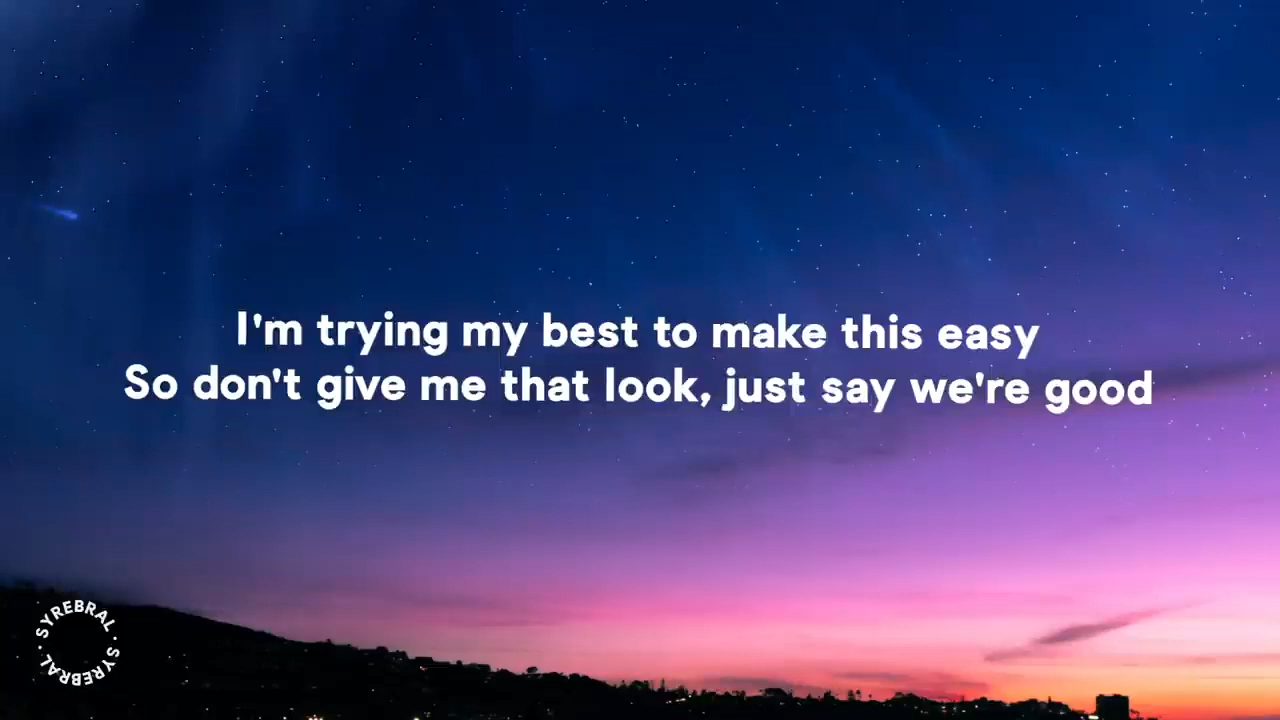 I'm trying my best to make this easy
So don't give me that look, just say we're good
SYREBRAL · SYREBRAL ·